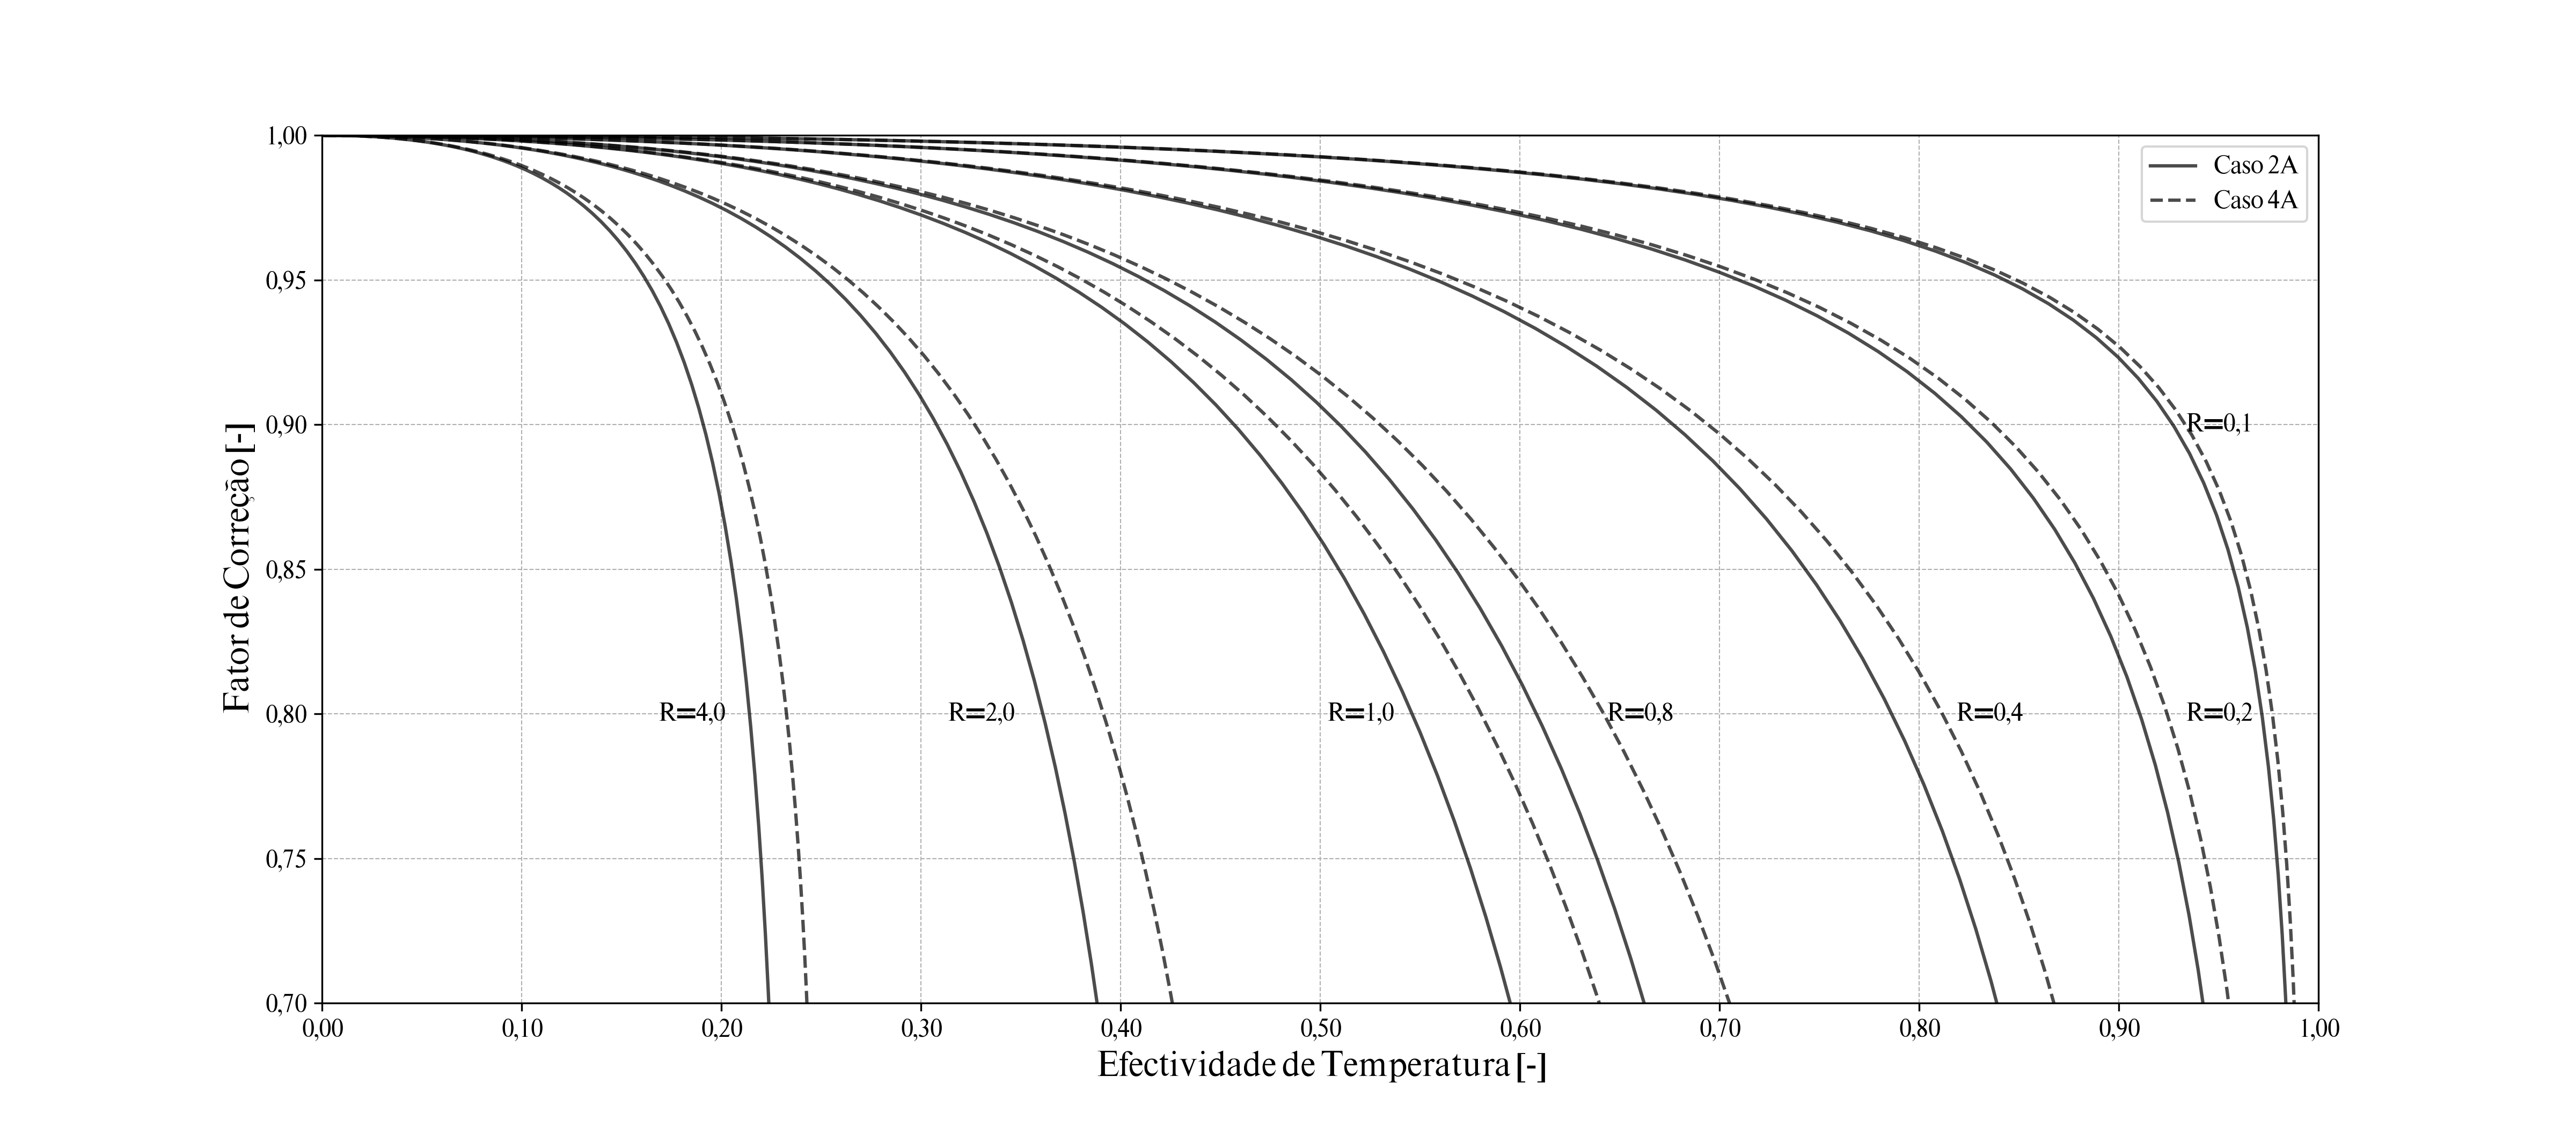 1,00
Caso 2A
Caso 4A
0,95
0,90
R=0,1
0,85
0,80
R=4,0
R=2,0
R=1,0
R=0,8
R=0,4
R=0,2
0,75
0,70
Fator de Correção [-]
0,00 0,10 0,20 0,30 0,40 0,50 0,60 0,70 0,80 0,90 1,00
Efectividade de Temperatura [-]